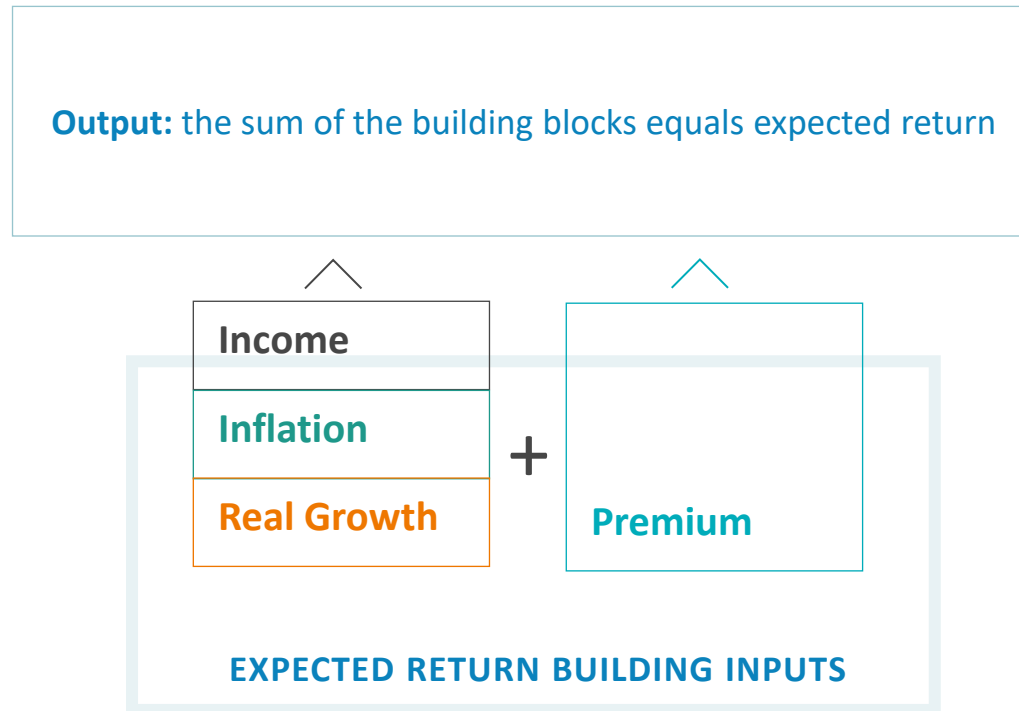 Output: the sum of the building blocks equals expected return
Income
Inflation
+
Real Growth
Premium
EXPECTED RETURN BUILDING INPUTS